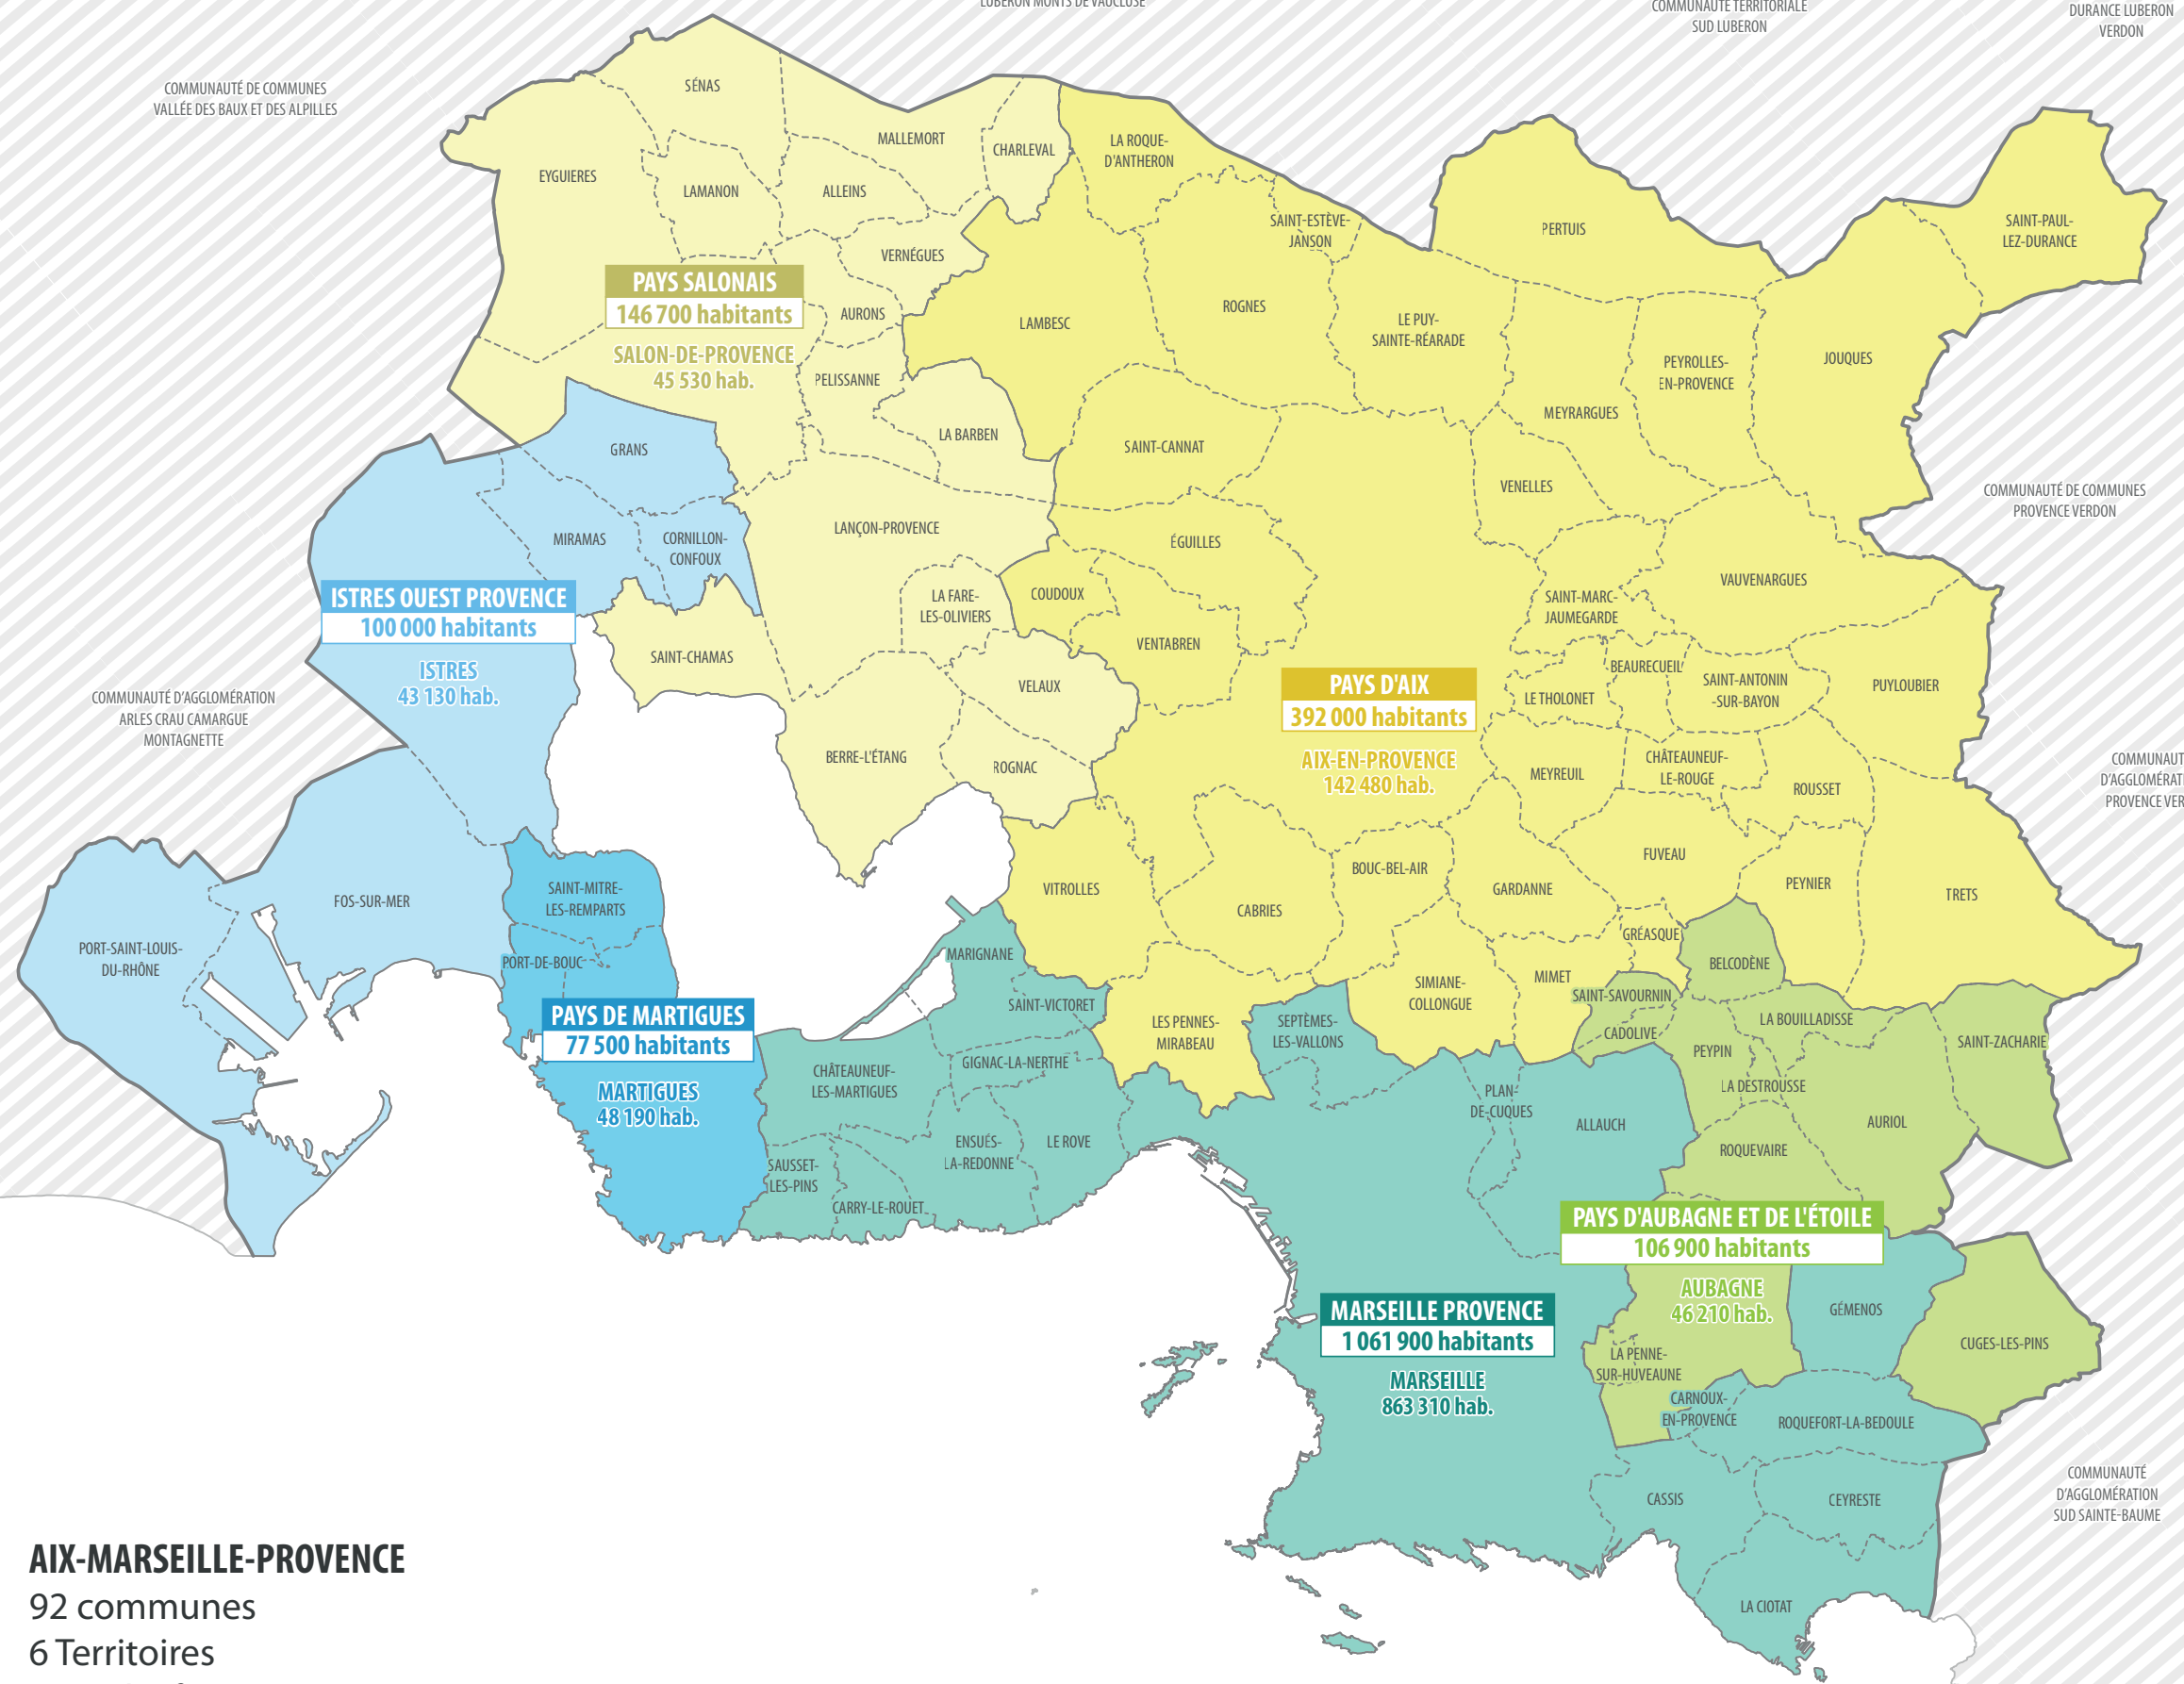 LUBERON MONTS DE VAUCLUSE
COMMUNAUTÉ TERRITORIALE
SUD LUBERON
DURANCE LUBERON
VERDON
COMMUNAUTÉ DE COMMUNES
VALLÉE DES BAUX ET DES ALPILLES
SÉNAS
MALLEMORT
CHARLEVAL
EYGUIERES
LAMANON
ALLEINS
VERNÉGUES
LA ROQUE-
D'ANTHERON
SAINT-ESTÈVE-
JANSON
PERTUIS
SAINT-PAUL-
LEZ-DURANCE
PAYS SALONAIS
146 700 habitants
SALON-DE-PROVENCE
45 530 hab.
AURONS
PELISSANNE
LA BARBEN
LAMBESC
ROGNES
LE PUY-
SAINTE-RÉARADE
PEYROLLES-
EN-PROVENCE
JOUQUES
MEYRARGUES
GRANS
SAINT-CANNAT
VENELLES
COMMUNAUTÉ DE COMMUNES
PROVENCE VERDON
MIRAMAS
CORNILLON-
CONFOUX
LANÇON-PROVENCE
ÉGUILLES
ISTRES OUEST PROVENCE
100 000 habitants
ISTRES
43 130 hab.
LA FARE-
LES-OLIVIERS
COUDOUX
VENTABREN
SAINT-MARC-
JAUMEGARDE
VAUVENARGUES
SAINT-CHAMAS
VELAUX
BEAURECUEIL
LE THOLONET
SAINT-ANTONIN
-SUR-BAYON
PUYLOUBIER
COMMUNAUTÉ D'AGGLOMÉRATION
ARLES CRAU CAMARGUE
MONTAGNETTE
PAYS D'AIX
392 000 habitants
AIX-EN-PROVENCE
142 480 hab.
BERRE-L'ÉTANG
ROGNAC
MEYREUIL
CHÂTEAUNEUF-
LE-ROUGE
ROUSSET
COMMUNAUT
D'AGGLOMÉRAT
PROVENCE VER
FUVEAU
BOUC-BEL-AIR
GARDANNE
PEYNIER
TRETS
VITROLLES
CABRIES
SAINT-MITRE-
LES-REMPARTS
FOS-SUR-MER
PORT-SAINT-LOUIS-
DU-RHÔNE
PORT-DE-BOUC
GRÉASQUE
BELCODÈNE
MARIGNANE
SAINT-VICTORET
SIMIANE-
COLLONGUE
MIMET
SAINT-SAVOURNIN
CADOLIVE
LA BOUILLADISSE
SAINT-ZACHARIE
PAYS DE MARTIGUES
77 500 habitants
MARTIGUES
48 190 hab.
LES PENNES-
MIRABEAU
SEPTÈMES-
LES-VALLONS
PEYPIN
LA DESTROUSSE
CHÂTEAUNEUF-
LES-MARTIGUES
GIGNAC-LA-NERTHE
PLAN-
DE-CUQUES
ALLAUCH
AURIOL
ROQUEVAIRE
SAUSSET-
LES-PINS
CARRY-LE-ROUET
ENSUÉS-
LA-REDONNE
LE ROVE
PAYS D'AUBAGNE ET DE L'ÉTOILE
106 900 habitants
AUBAGNE
46 210 hab.
GÉMENOS
CUGES-LES-PINS
MARSEILLE PROVENCE
1 061 900 habitants
MARSEILLE
863 310 hab.
LA PENNE-
SUR-HUVEAUNE
CARNOUX-
EN-PROVENCE
ROQUEFORT-LA-BEDOULE
CASSIS
CEYRESTE
LA CIOTAT
COMMUNAUTÉ
D'AGGLOMÉRATION
SUD SAINTE-BAUME
AIX-MARSEILLE-PROVENCE
92 communes
6 Territoires